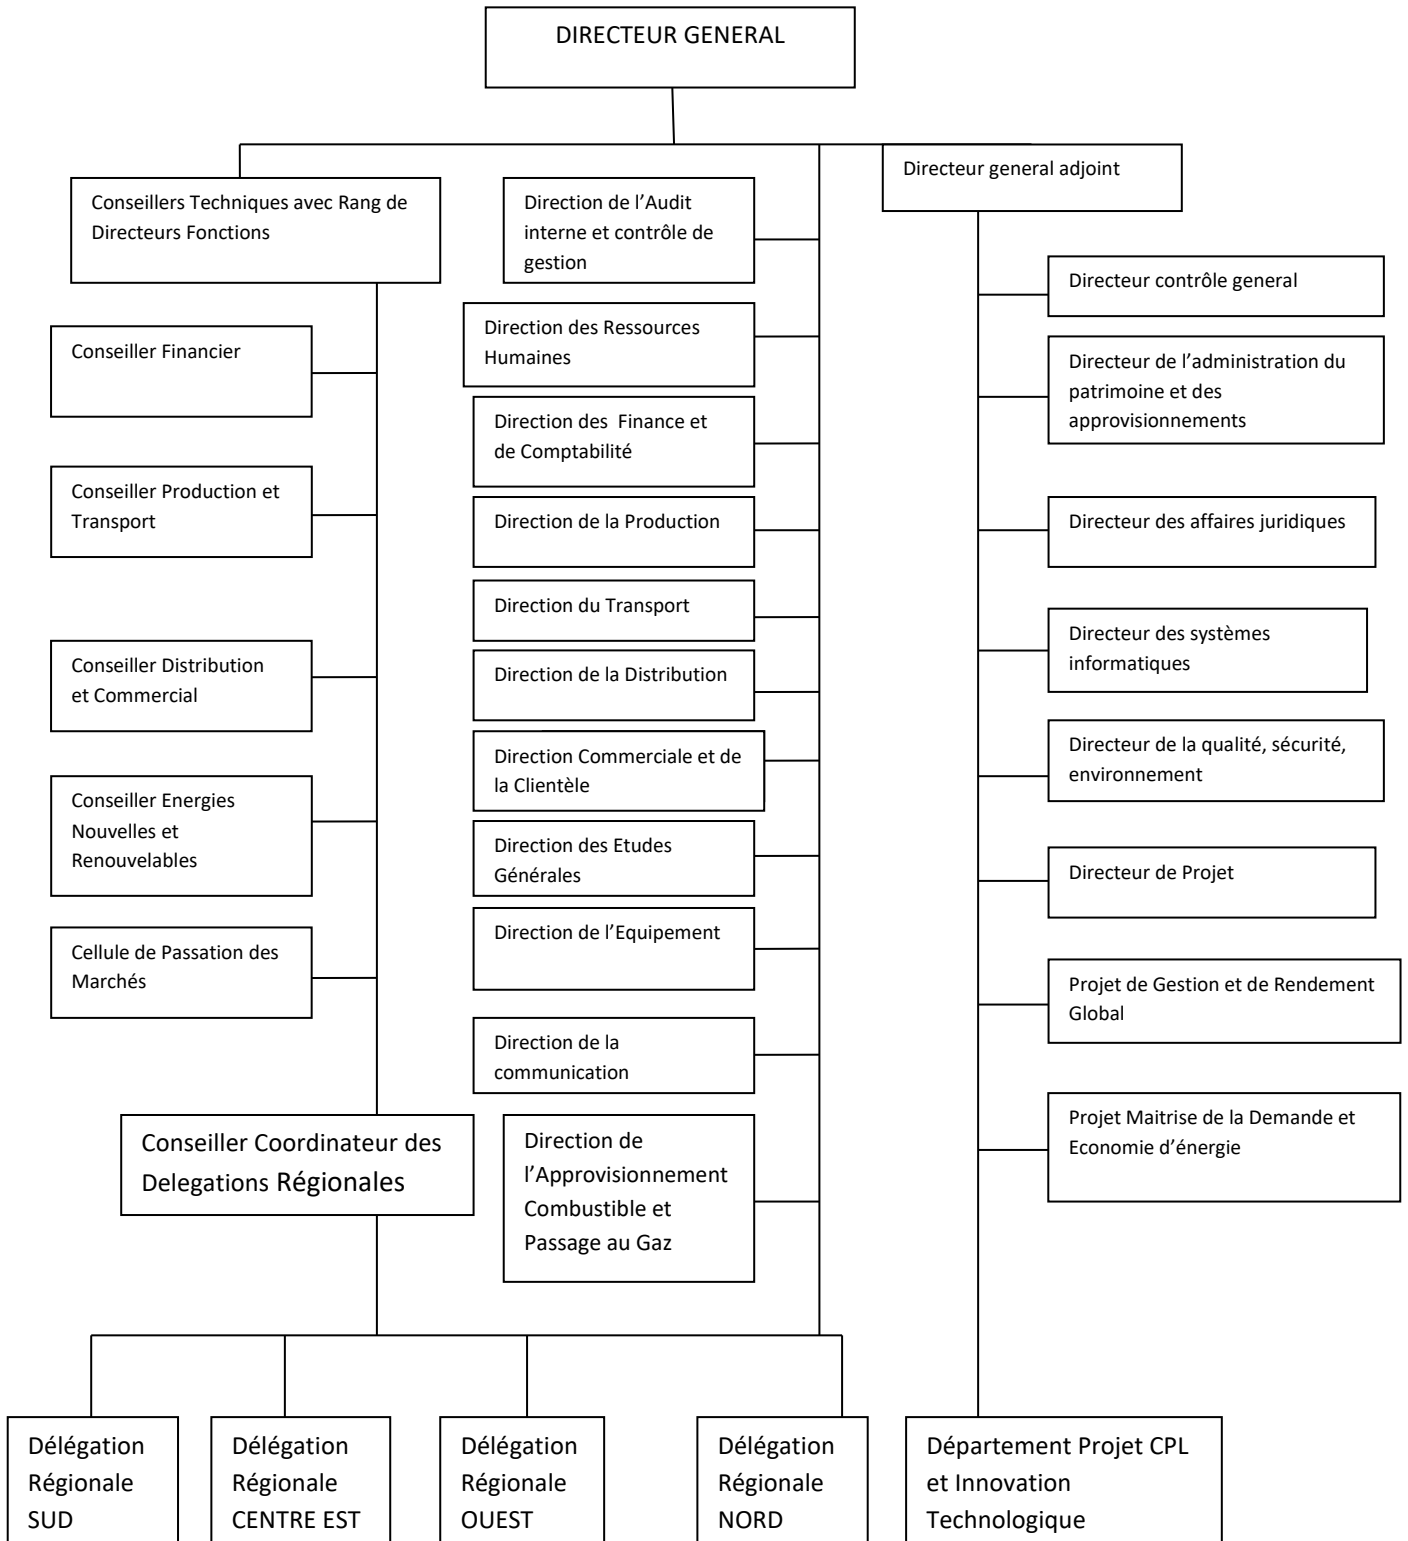 DIRECTEUR GENERAL
Conseillers Techniques avec Rang de
Directeurs Fonctions
Conseiller Financier
Conseiller Production et
Transport
Conseiller Distribution
et Commercial
Conseiller Energies
Nouvelles et
Renouvelables
Cellule de Passation des
Marchés
Conseiller Coordinateur des
Delegations Régionales
Direction de l’Audit
interne et contrôle de
gestion
Direction des Ressources
Humaines
Direction des  Finance et
de Comptabilité
Direction de la Production
Direction du Transport
Direction de la Distribution
Direction Commerciale et de
la Clientèle
Direction des Etudes
Générales
Direction de l’Equipement
Direction de la
communication
Direction de
l’Approvisionnement
Combustible et
Passage au Gaz
Directeur general adjoint
Directeur contrôle general
Directeur de l’administration du
patrimoine et des
approvisionnements
Directeur des affaires juridiques
Directeur des systèmes
informatiques
Directeur de la qualité, sécurité,
environnement
Directeur de Projet
Projet de Gestion et de Rendement
Global
Projet Maitrise de la Demande et
Economie d’énergie
Délégation
Régionale
SUD
Délégation
Régionale
CENTRE EST
Délégation
Régionale
OUEST
Délégation
Régionale
NORD
Département Projet CPL
et Innovation
Technologique